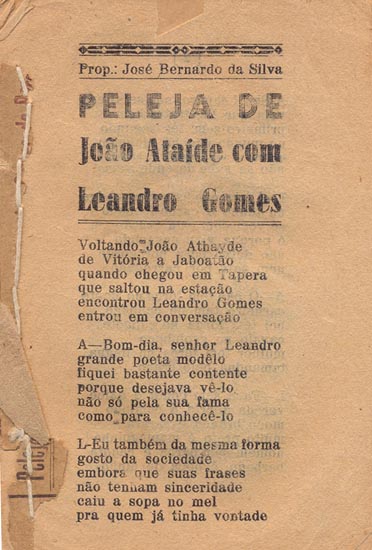 Prop.: José Bernardo da Silva
PELEJA DE
João Ataíde com
Leandro Gomes
Voltando João Athayde
de Vitória a Jaboatão
quando chegou em Tapera
que saltou na estação
encontrou Leandro Gomes
entrou em conversação
A—Bom-dia, senhor Leandro
grande poeta modêlo
fiquei bastante contente
porque desejava vê-lo
não só pela sua fama
como para conhecê-lo
L-Eu também da mesma forma
gosto da sociedade
embora que suas frases
não tenham sinceridade
caiu a sopa no mel
pra quem já tinha vontade
Pelej